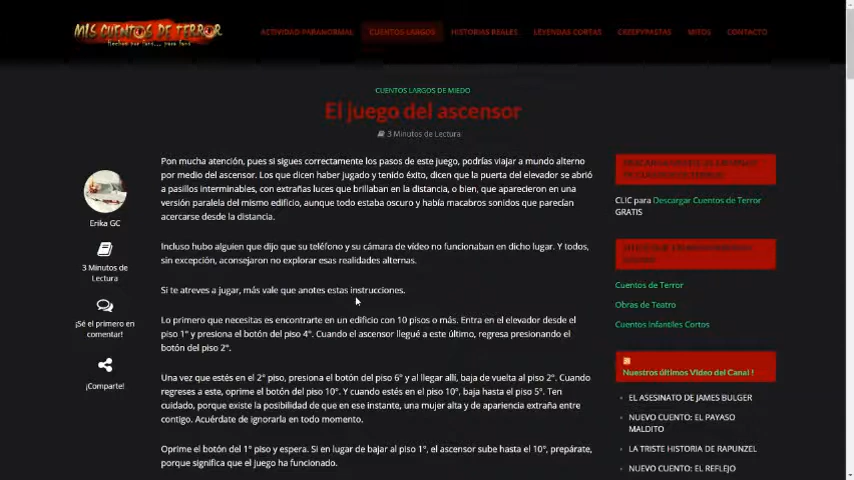 MIS CUENTOS DE TERROR
ACTIVIDAD PARANORMAL
CUENTOS LARGOS
HISTORIAS REALES
LEYENDAS CORTAS
CREEPYPASTAS
MITOS
CONTACTO
CUENTOS LARGOS DE MIEDO
El juego del ascensor
3 Minutos de Lectura
Erika GC
3 Minutos de
Lectura
¡Sé el primero en
comentar!
¡Comparte!
Pon mucha atención, pues si sigues correctamente los pasos de este juego, podrías viajar a mundo alterno
por medio del ascensor. Los que dicen haber jugado y tenido éxito, dicen que la puerta del elevador se abrió
a pasillos interminables, con extrañas luces que brillaban en la distancia, o bien, que aparecieron en una
versión paralela del mismo edificio, aunque todo estaba oscuro y había macabros sonidos que parecían
acercarse desde la distancia.
Incluso hubo alguien que dijo que su teléfono y su cámara de vídeo no funcionaban en dicho lugar. Y todos,
sin excepción, aconsejaron no explorar esas realidades alternas.
Si te atreves a jugar, más vale que anotes estas instrucciones.
Lo primero que necesitas es encontrarte en un edificio con 10 pisos o más. Entra en el elevador desde el
piso 1° y presiona el botón del piso 4°. Cuando el ascensor llegué a este último, regresa presionando el
botón del piso 2°.
Una vez que estés en el 2° piso, presiona el botón del piso 6° y al llegar allí, baja de vuelta al piso 2°. Cuando
regreses a este, oprime el botón del piso 10°. Y cuando estés en el piso 10°, baja hasta el piso 5°. Ten
cuidado, porque existe la posibilidad de que en ese instante, una mujer alta y de apariencia extraña entre
contigo. Acuérdate de ignorarla en todo momento.
Oprime el botón del 1° piso y espera. Si en lugar de bajar al piso 1°, el ascensor sube hasta el 10°, prepárate,
porque significa que el juego ha funcionado.
CLIC para Descargar Cuentos de Terror
GRATIS
Cuentos de Terror
Obras de Teatro
Cuentos Infantiles Cortos
Nuestros últimos Video del Canal !
EL ASESINATO DE JAMES BULGER
NUEVO CUENTO: EL PAYASO
MALDITO
LA TRISTE HISTORIA DE RAPUNZEL
NUEVO CUENTO: EL REFLEJO